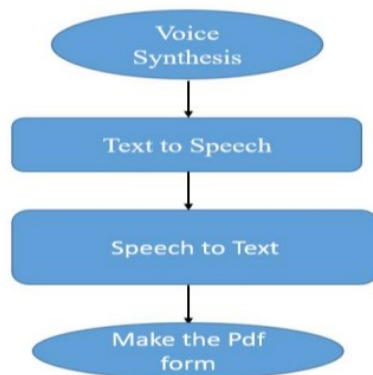 Voice
Synthesis
Text to Speech
Speech to Text
Make the Pdf
form